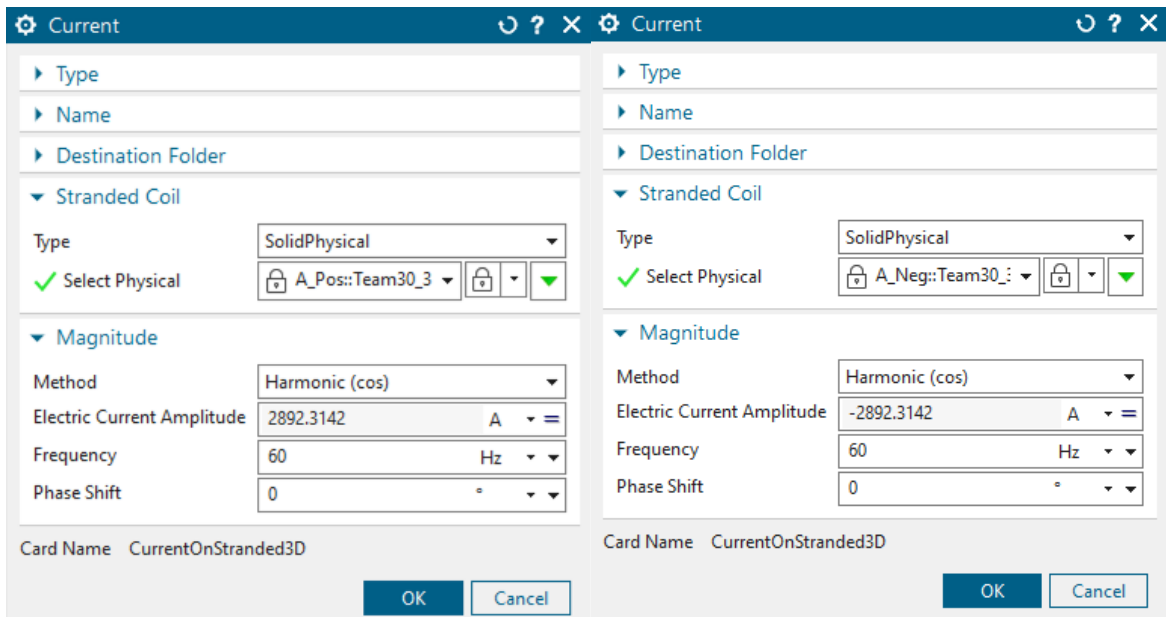 Current ?
Type
Name
Destination Folder
Stranded Coil
Type SolidPhysical
Select Physical A_Pos::Team30_3
Magnitude
Method Harmonic (cos)
Electric Current Amplitude 2892.3142 A =
Frequency 60 Hz
Phase Shift 0 °
Card Name CurrentOnStranded3D
OK Cancel
Current ?
Type
Name
Destination Folder
Stranded Coil
Type SolidPhysical
Select Physical A_Neg::Team30_
Magnitude
Method Harmonic (cos)
Electric Current Amplitude -2892.3142 A =
Frequency 60 Hz
Phase Shift 0 °
Card Name CurrentOnStranded3D
OK Cancel